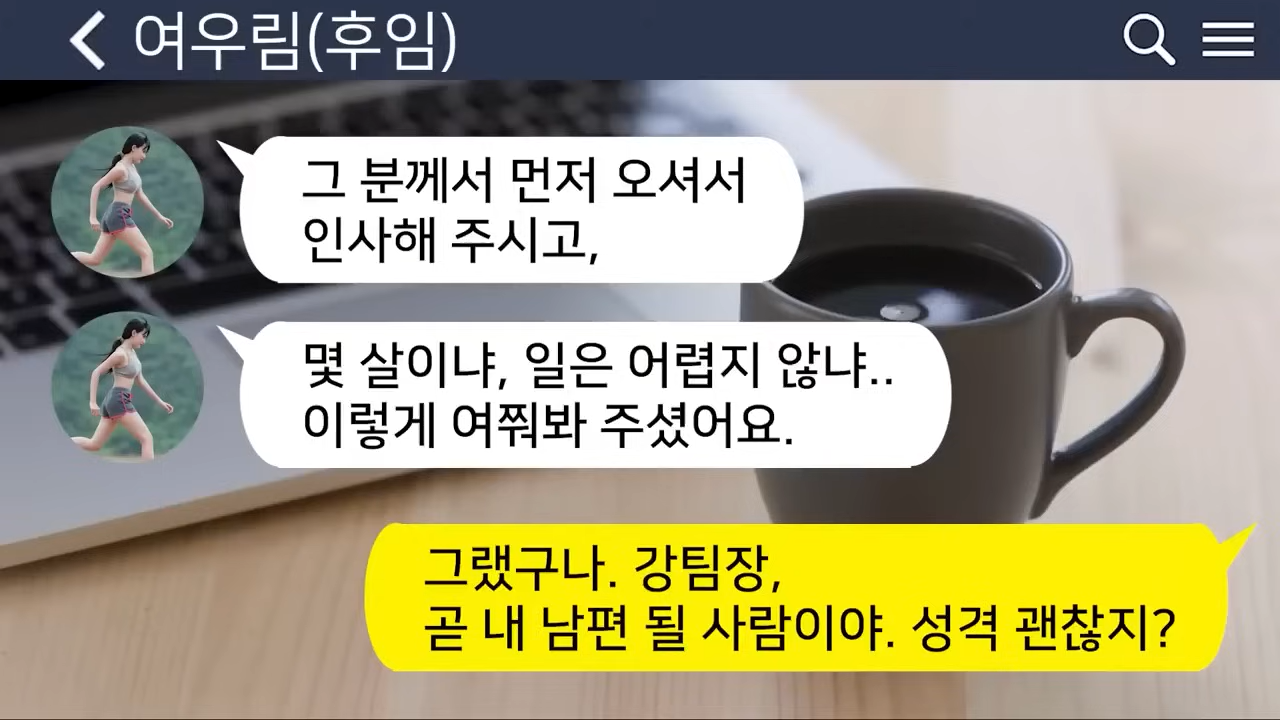 여우림(후임)
그 분께서 먼저 오셔서
인사해 주시고,
몇 살이냐, 일은 어렵지 않냐..
이렇게 여쭤봐 주셨어요.
그랬구나. 강팀장,
곧 내 남편 될 사람이야. 성격 괜찮지?